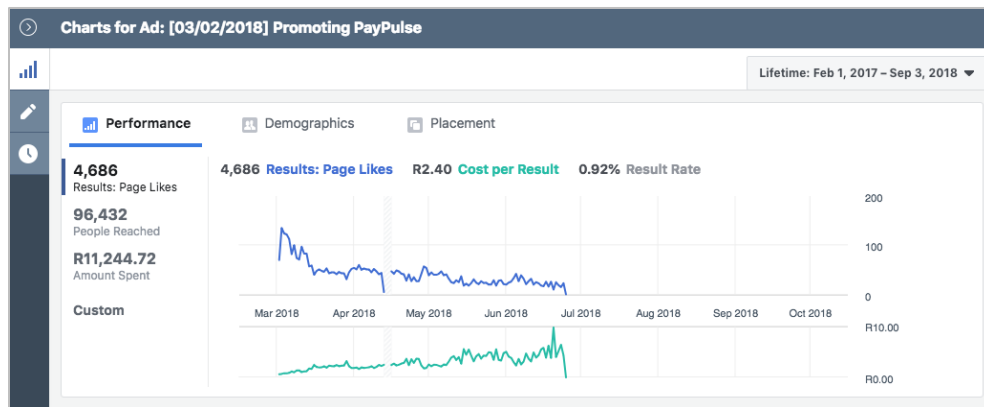 Charts for Ad: [03/02/2018] Promoting PayPulse
Lifetime: Feb 1, 2017 – Sep 3, 2018
Performance Demographics Placement
4,686
Results: Page Likes
96,432
People Reached
R11,244.72
Amount Spent
Custom
4,686 Results: Page Likes R2.40 Cost per Result 0.92% Result Rate
200
100
0
Mar 2018 Apr 2018 May 2018 Jun 2018 Jul 2018 Aug 2018 Sep 2018 Oct 2018
R10.00
R0.00